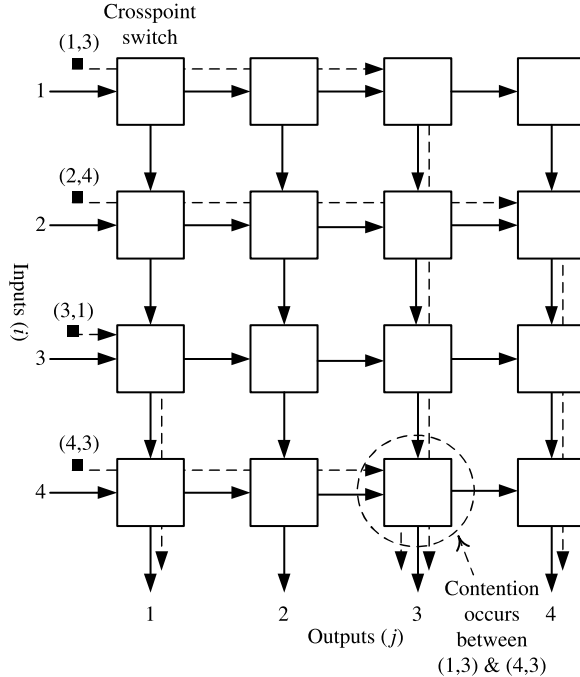 Crosspoint
switch
(1,3)
1
(2,4)
2
Inputs (i)
(3,1)
3
(4,3)
4
1
2
3
4
Outputs (j)
Contention
occurs
between
(1,3) & (4,3)